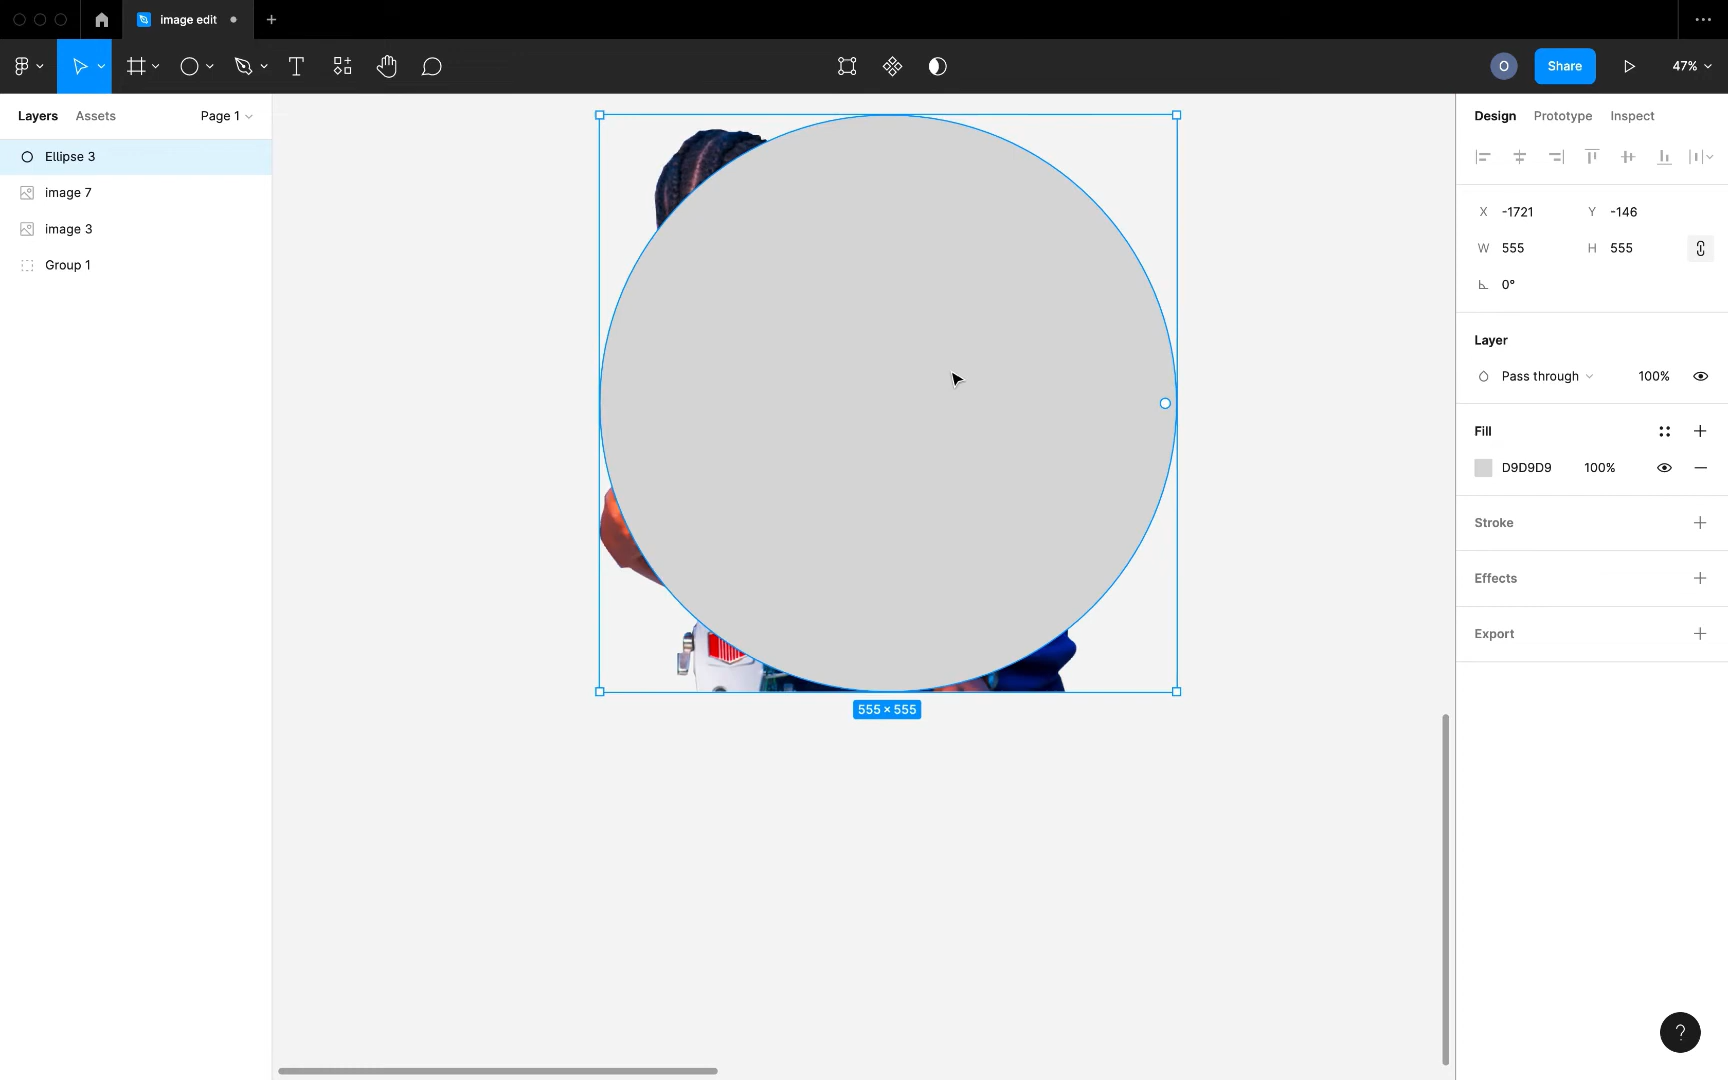 image edit
O
Share
47%
Layers
Assets
Page 1
Design
Prototype
Inspect
Ellipse 3
image 7
image 3
Group 1
X -1721 Y -146
W 555 H 555
0°
Layer
Pass through 100%
Fill
D9D9D9 100%
Stroke
Effects
Export
555 × 555
?